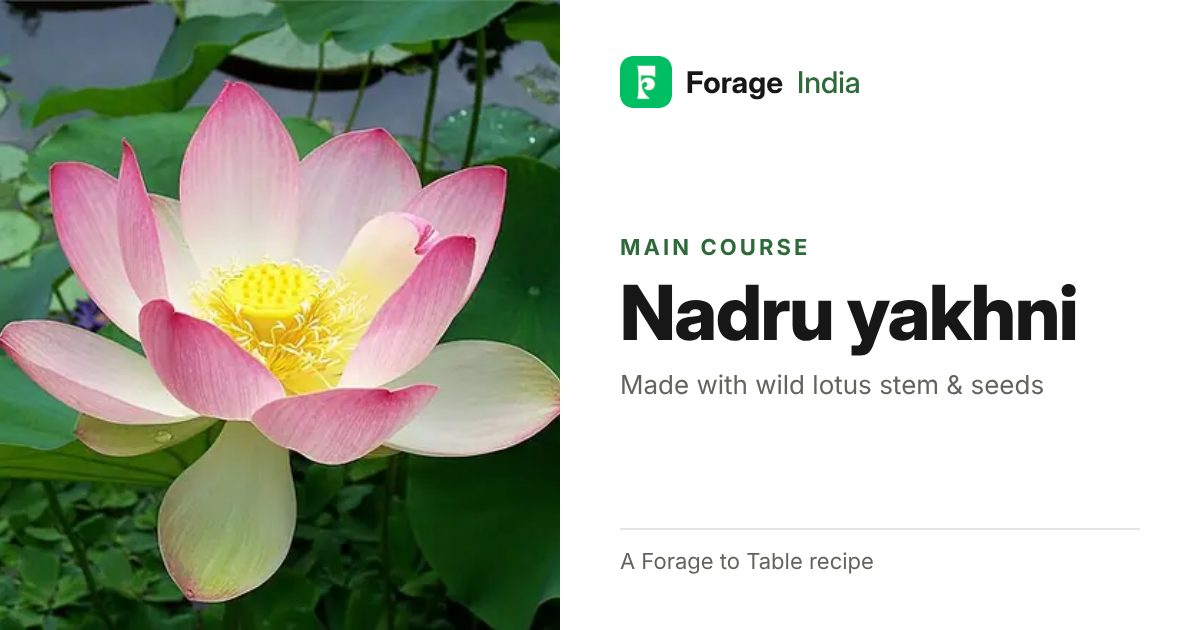 Forage India
MAIN COURSE
Nadru yakhni
Made with wild lotus stem & seeds
A Forage to Table recipe